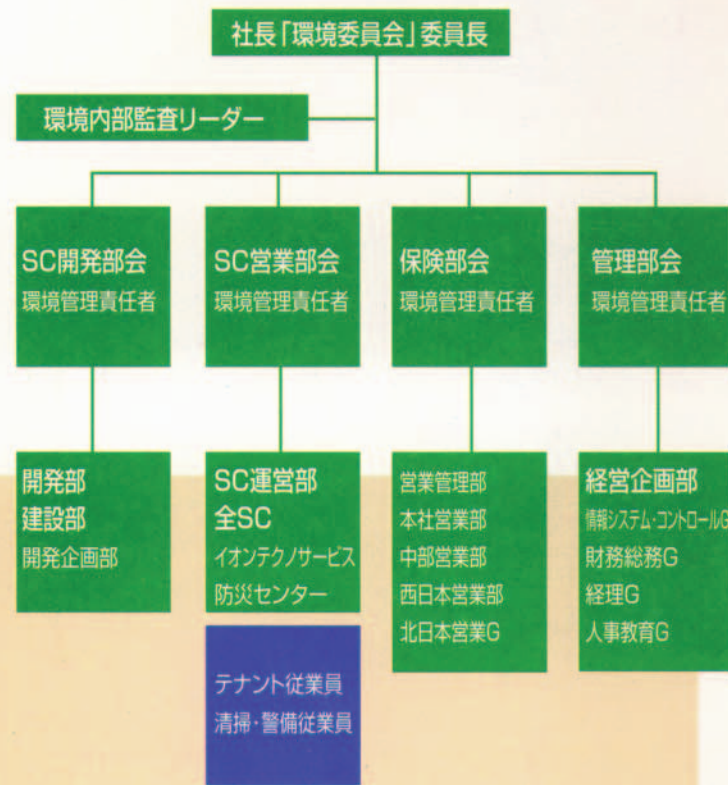 社長「環境委員会」委員長
環境内部監査リーダー
SC開発部会
環境管理責任者
SC営業部会
環境管理責任者
保険部会
環境管理責任者
管理部会
環境管理責任者
開発部
建設部
開発企画部
SC運営部
全SC
イオンテクノサービス
防災センター
営業管理部
本社営業部
中部営業部
西日本営業部
北日本営業G
経営企画部
情報システム・コントロールG
財務総務G
経理G
人事教育G
テナント従業員
清掃・警備従業員